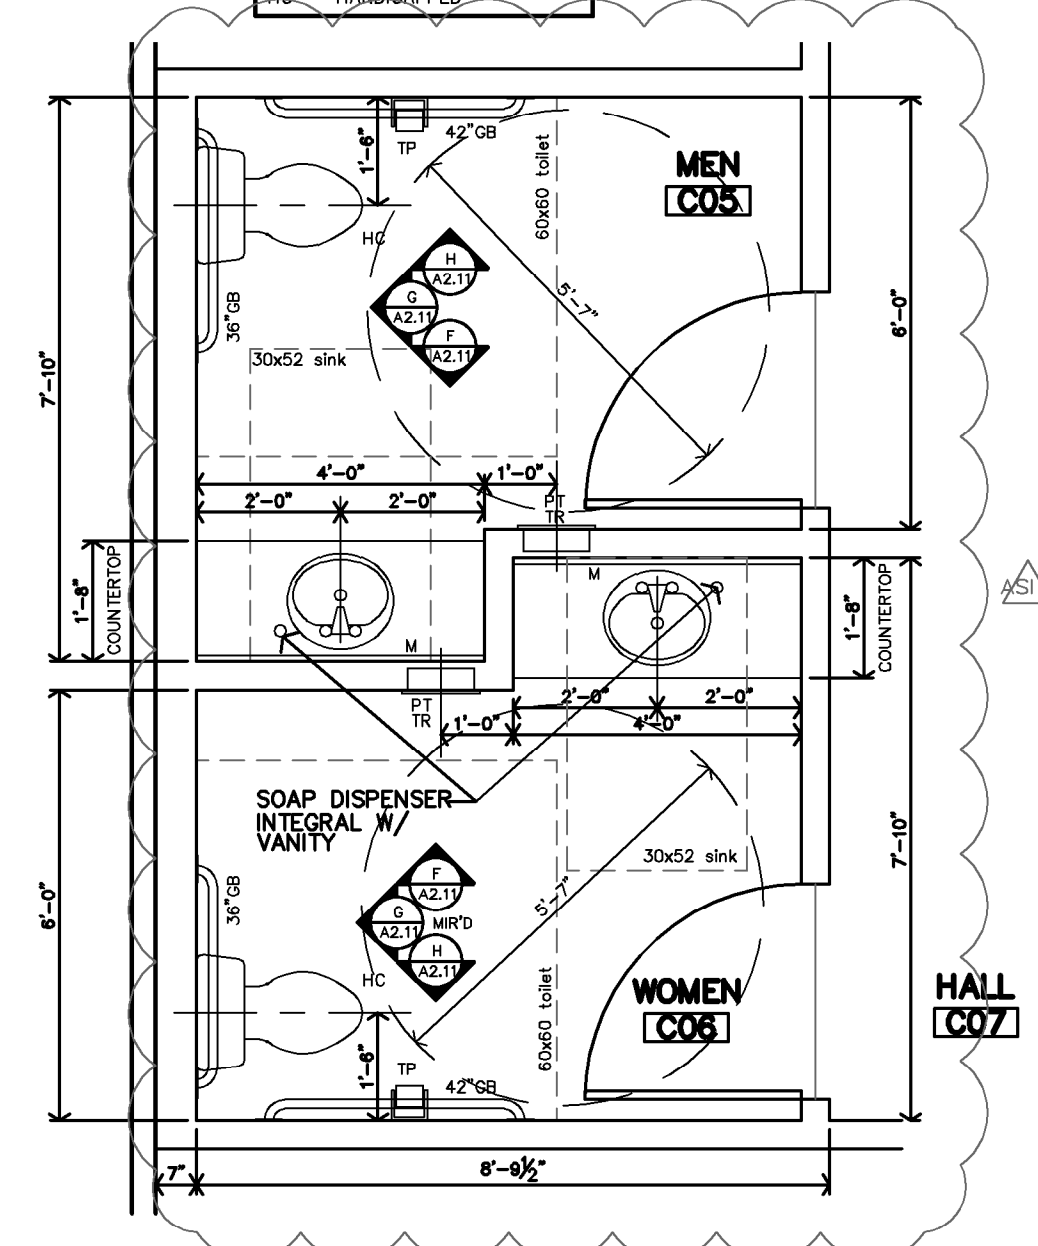 HC HANDICAPPED
1'-6"
TP
42"GB
60x60 toilet
MEN
C05
HC
H
A2.11
G
A2.11
F
A2.11
36"GB
5'-7"
6'-0"
7'-10"
30x52 sink
4'-0"
1'-0"
2'-0"
2'-0"
PT
TR
1'-8"
COUNTERTOP
M
M
1'-8"
COUNTERTOP
ASI
PT
TR
2'-0"
2'-0"
1'-0"
4'-0"
SOAP DISPENSER
INTEGRAL W/
VANITY
30x52 sink
7'-10"
6'-0"
36"GB
F
A2.11
G
A2.11
MIR'D
H
A2.11
5'-7"
HC
60x60 toilet
WOMEN
C06
HALL
C07
1'-6"
TP
42"GB
7"
8'-9½"